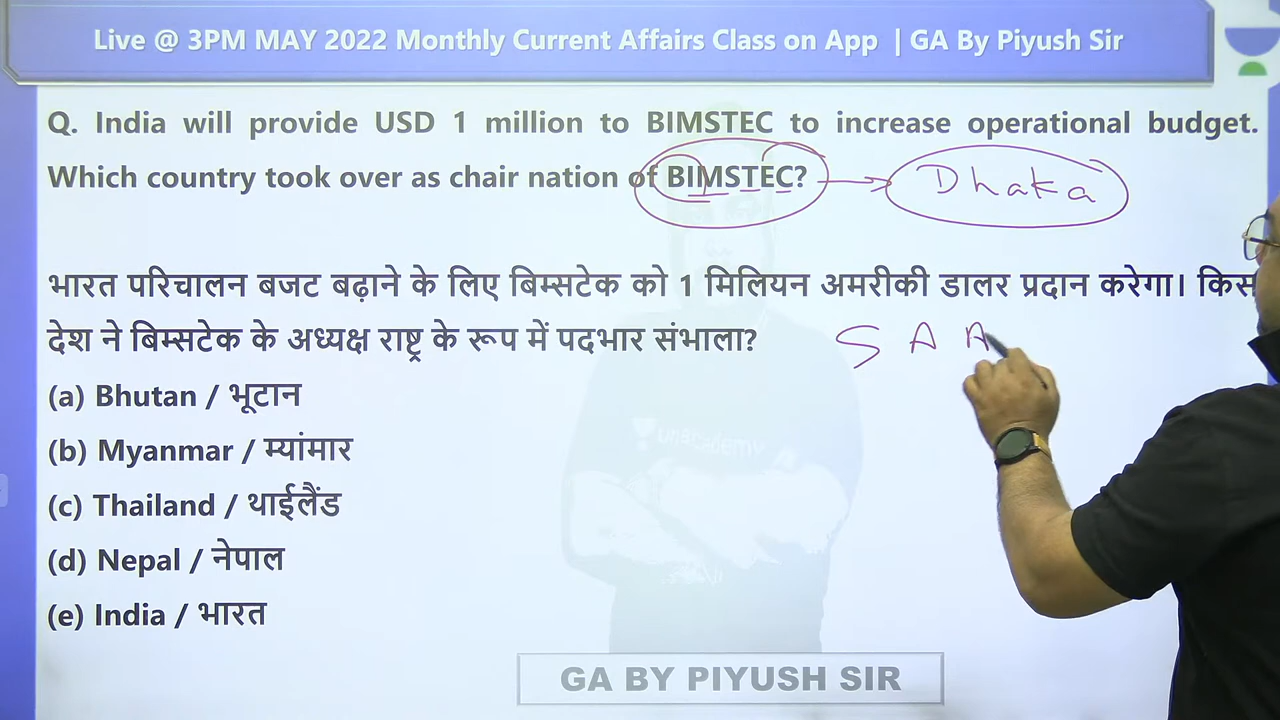 Live @ 3PM MAY 2022 Monthly Current Affairs Class on App | GA By Piyush Sir
Q. India will provide USD 1 million to BIMSTEC to increase operational budget.
Which country took over as chair nation of BIMSTEC?
Dhaka
भारत परिचालन बजट बढ़ाने के लिए बिम्सटेक को 1 मिलियन अमरीकी डालर प्रदान करेगा। किस
देश ने बिम्सटेक के अध्यक्ष राष्ट्र के रूप में पदभार संभाला?
S A A
(a) Bhutan / भूटान
(b) Myanmar / म्यांमार
(c) Thailand / थाईलैंड
(d) Nepal / नेपाल
(e) India / भारत
unacademy
GA BY PIYUSH SIR